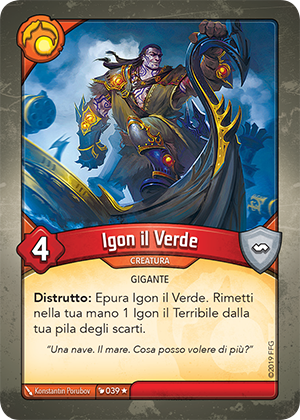 Igon il Verde
4
CREATURA
GIGANTE
Distrutto: Epura Igon il Verde. Rimetti
nella tua mano 1 Igon il Terribile dalla
tua pila degli scarti.
“Una nave. Il mare. Cosa posso volere di più?”
©2019 FFG
Konstantin Porubov
039